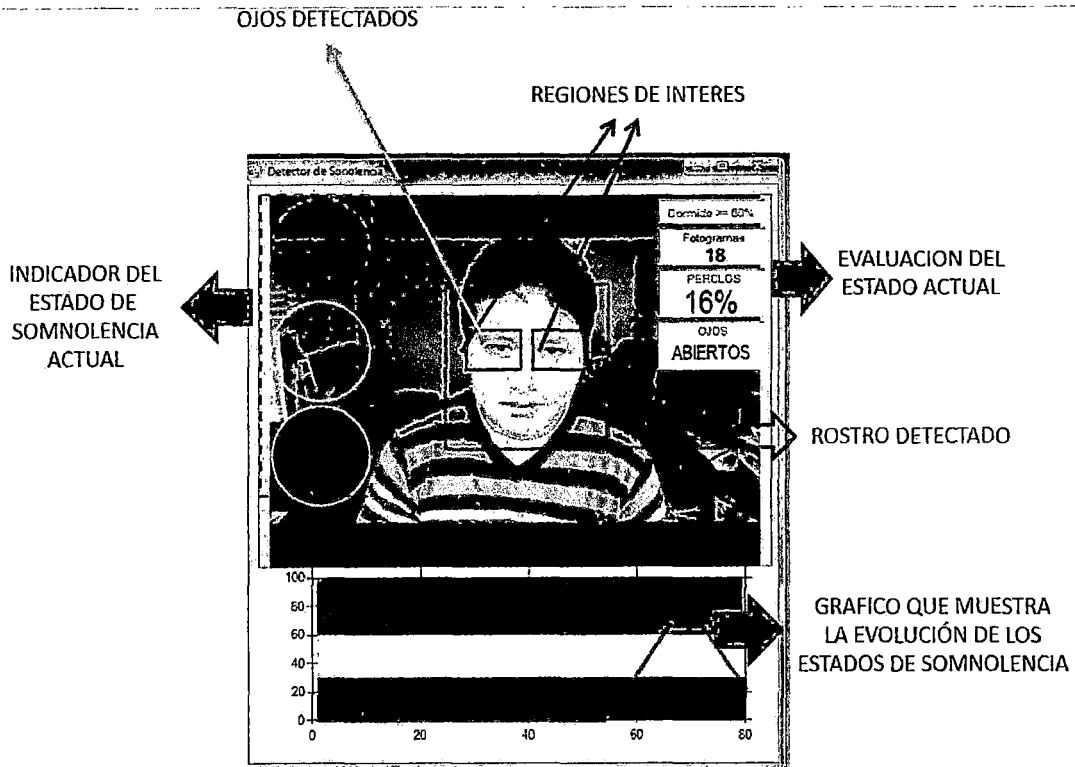 OJOS DETECTADOS
REGIONES DE INTERES
Detector de Somolencia
Dormido >= 60%
Fotogramas
18
PERCLOS
16%
OJOS
ABIERTOS
INDICADOR DEL
ESTADO DE
SOMNOLENCIA
ACTUAL
EVALUACION DEL
ESTADO ACTUAL
ROSTRO DETECTADO
100
80
60
40
20
0
0
20
40
60
80
GRAFICO QUE MUESTRA
LA EVOLUCIÓN DE LOS
ESTADOS DE SOMNOLENCIA